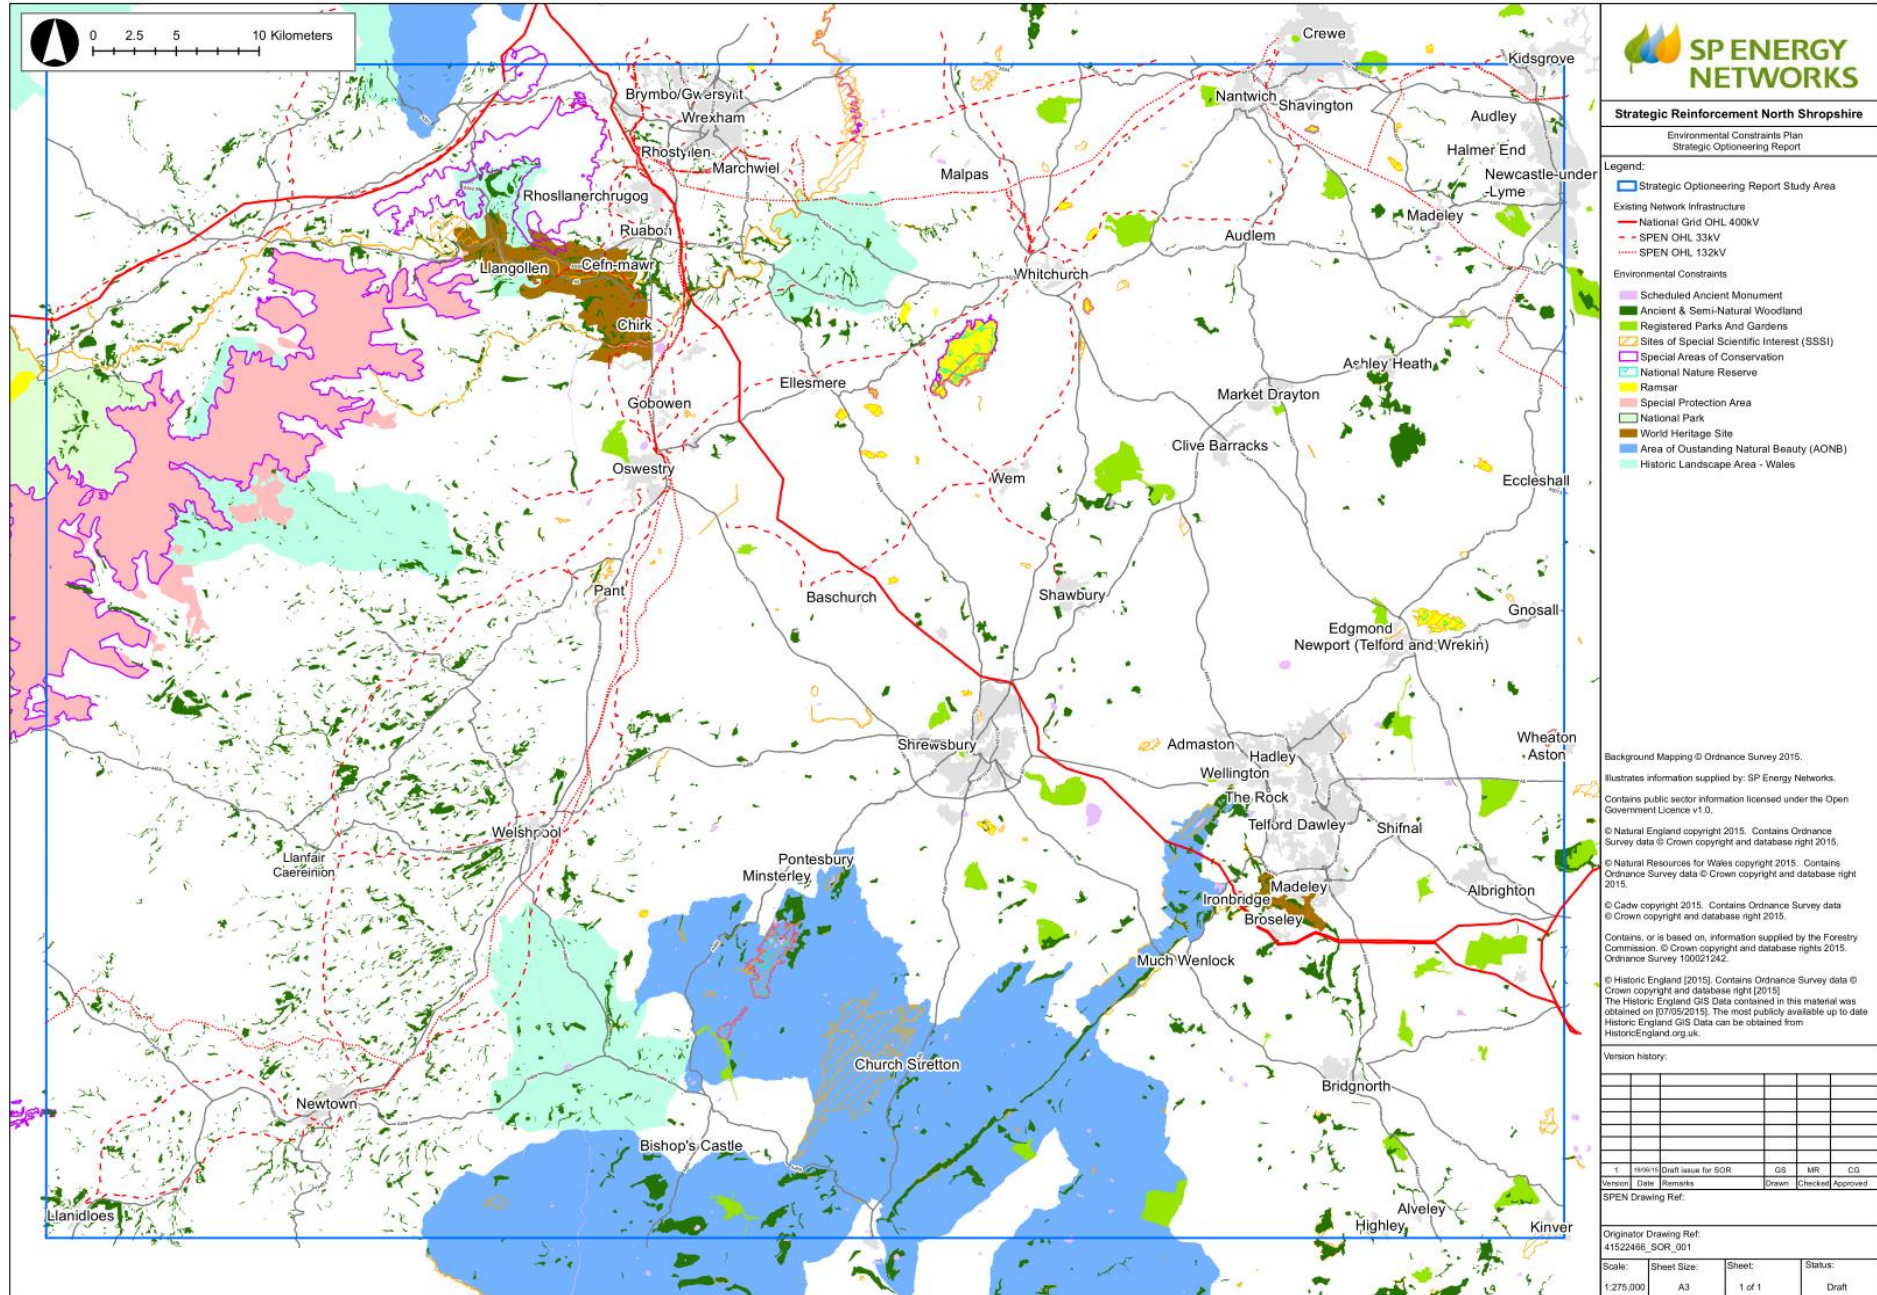 0 2.5 5 10 Kilometers
Crewe
Kidsgrove
Brymbo/Gwersyllt
Nantwich
Shavington
Wrexham
Audley
Rhostyllen
Halmer End
Marchwiel
Malpas
Newcastle-under
-Lyme
Rhosllanerchrugog
Madeley
Ruabon
Audlem
Llangollen
Cefn-mawr
Whitchurch
Chirk
Ashley Heath
Ellesmere
Gobowen
Market Drayton
Clive Barracks
Oswestry
Wem
Eccleshall
Pant
Baschurch
Shawbury
Gnosall
Edgmond
Newport (Telford and Wrekin)
Shrewsbury
Admaston
Hadley
Wheaton
Aston
Wellington
The Rock
Welshpool
Telford Dawley
Shifnal
Llanfair
Caereinion
Pontesbury
Minsterley
Madeley
Albrighton
Ironbridge
Broseley
Much Wenlock
Church Stretton
Bridgnorth
Newtown
Bishop's Castle
Llanidloes
Alveley
Highley
Kinver
SP ENERGY
NETWORKS
Strategic Reinforcement North Shropshire
Environmental Constraints Plan
Strategic Optioneering Report
Legend:
Strategic Optioneering Report Study Area
Existing Network Infrastructure
National Grid OHL 400kV
SPEN OHL 33kV
SPEN OHL 132kV
Environmental Constraints
Scheduled Ancient Monument
Ancient & Semi-Natural Woodland
Registered Parks And Gardens
Sites of Special Scientific Interest (SSSI)
Special Areas of Conservation
National Nature Reserve
Ramsar
Special Protection Area
National Park
World Heritage Site
Area of Oustanding Natural Beauty (AONB)
Historic Landscape Area - Wales
Background Mapping © Ordnance Survey 2015.
Illustrates information supplied by: SP Energy Networks.
Contains public sector information licensed under the Open
Government Licence v1.0.
© Natural England copyright 2015. Contains Ordnance
Survey data © Crown copyright and database right 2015.
© Natural Resources for Wales copyright 2015. Contains
Ordnance Survey data © Crown copyright and database right
2015.
© Cadw copyright 2015. Contains Ordnance Survey data
© Crown copyright and database right 2015.
Contains, or is based on, information supplied by the Forestry
Commission. © Crown copyright and database rights 2015.
Ordnance Survey 100021242.
© Historic England [2015]. Contains Ordnance Survey data ©
Crown copyright and database right [2015]
The Historic England GIS Data contained in this material was
obtained on [07/05/2015]. The most publicly available up to date
Historic England GIS Data can be obtained from
HistoricEngland.org.uk.
Version history:
1 19/06/15 Draft issue for SOR GS MR CG
Version Date Remarks Drawn Checked Approved
SPEN Drawing Ref:
Originator Drawing Ref:
41522466_SOR_001
Scale: Sheet Size: Sheet: Status:
1:275,000 A3 1 of 1 Draft